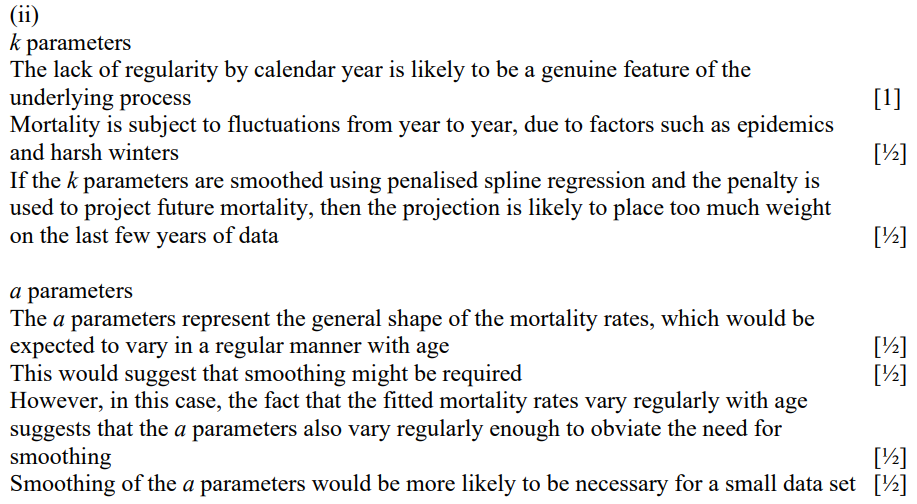 (ii)
k parameters
The lack of regularity by calendar year is likely to be a genuine feature of the
underlying process [1]
Mortality is subject to fluctuations from year to year, due to factors such as epidemics
and harsh winters [½]
If the k parameters are smoothed using penalised spline regression and the penalty is
used to project future mortality, then the projection is likely to place too much weight
on the last few years of data [½]
a parameters
The a parameters represent the general shape of the mortality rates, which would be
expected to vary in a regular manner with age [½]
This would suggest that smoothing might be required [½]
However, in this case, the fact that the fitted mortality rates vary regularly with age
suggests that the a parameters also vary regularly enough to obviate the need for
smoothing [½]
Smoothing of the a parameters would be more likely to be necessary for a small data set [½]